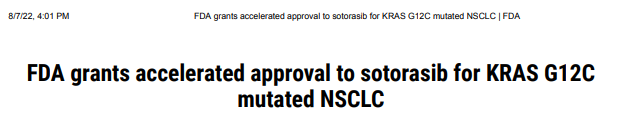 8/7/22, 4:01 PM FDA grants accelerated approval to sotorasib for KRAS G12C mutated NSCLC | FDA
FDA grants accelerated approval to sotorasib for KRAS G12C
mutated NSCLC